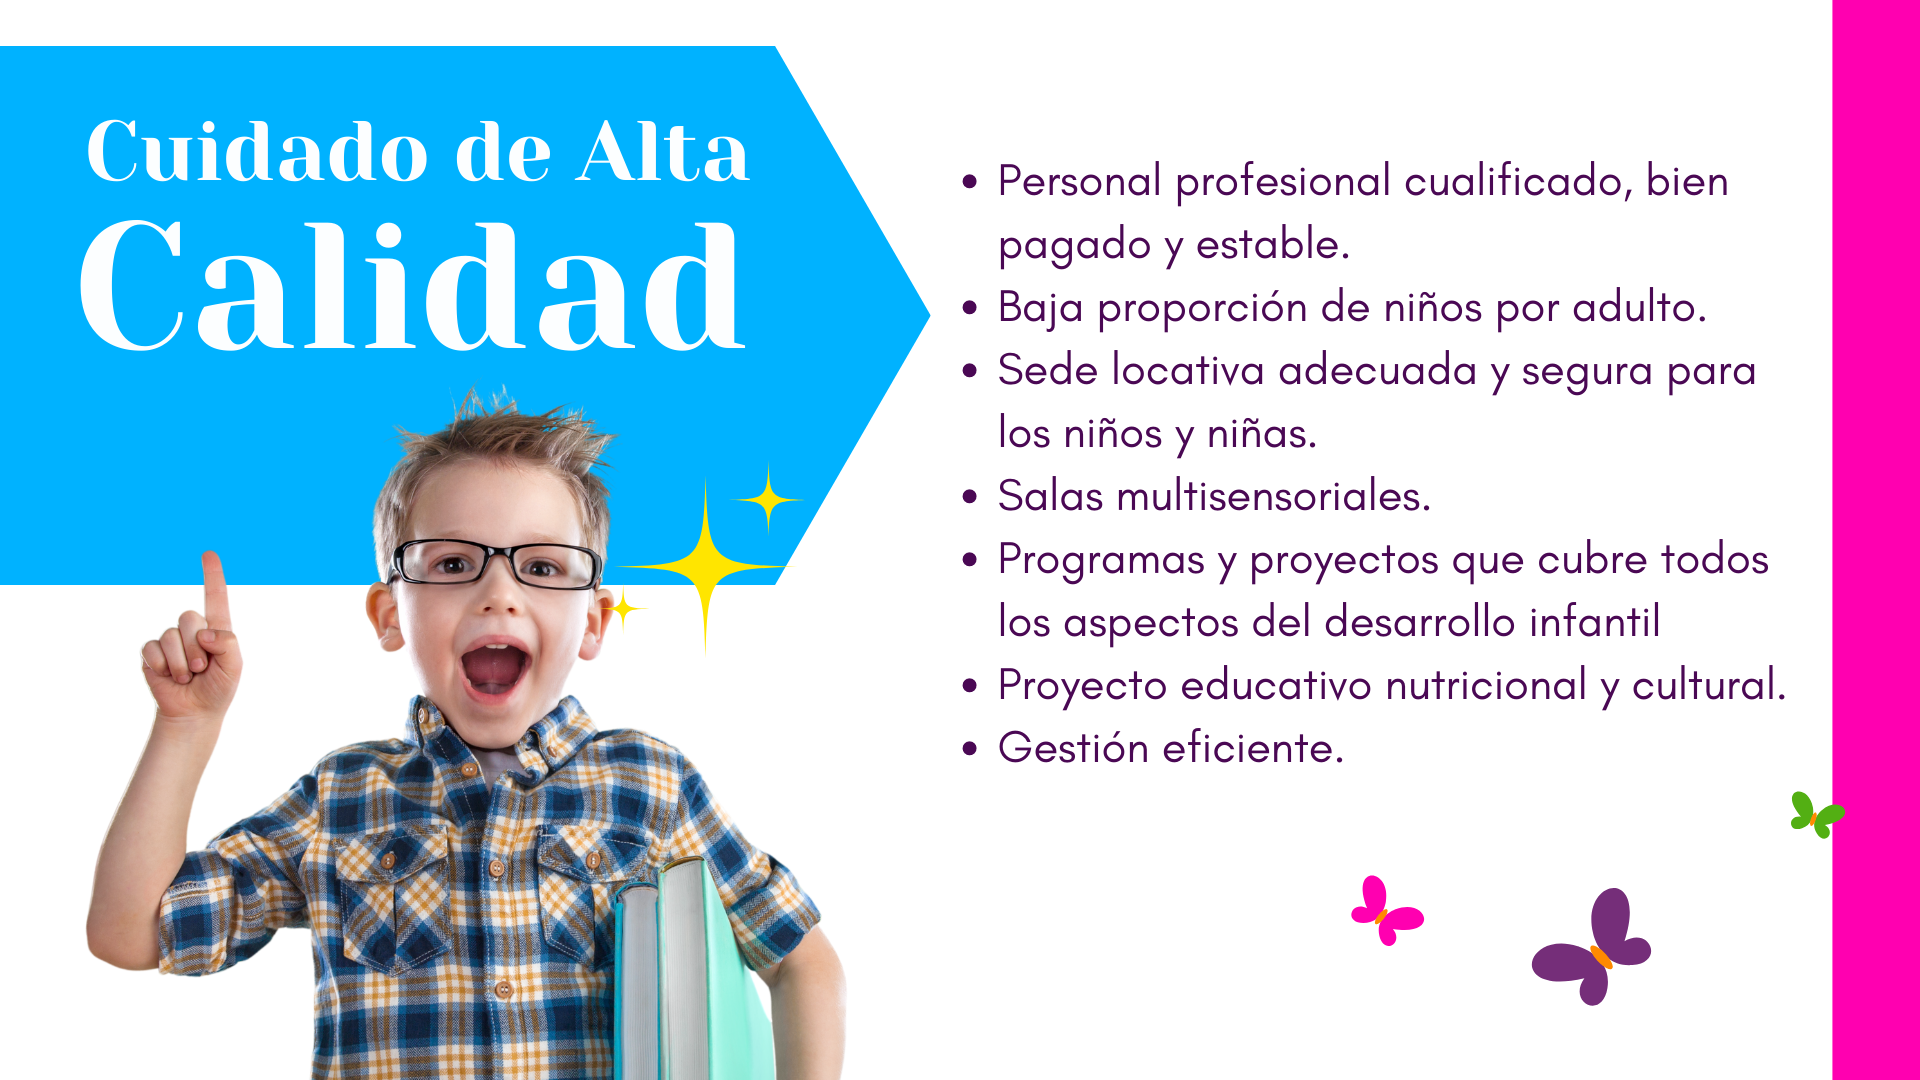 Cuidado de Alta
Calidad
• Personal profesional cualificado, bien
pagado y estable.
• Baja proporción de niños por adulto.
• Sede locativa adecuada y segura para
los niños y niñas.
• Salas multisensoriales.
• Programas y proyectos que cubre todos
los aspectos del desarrollo infantil
• Proyecto educativo nutricional y cultural.
• Gestión eficiente.